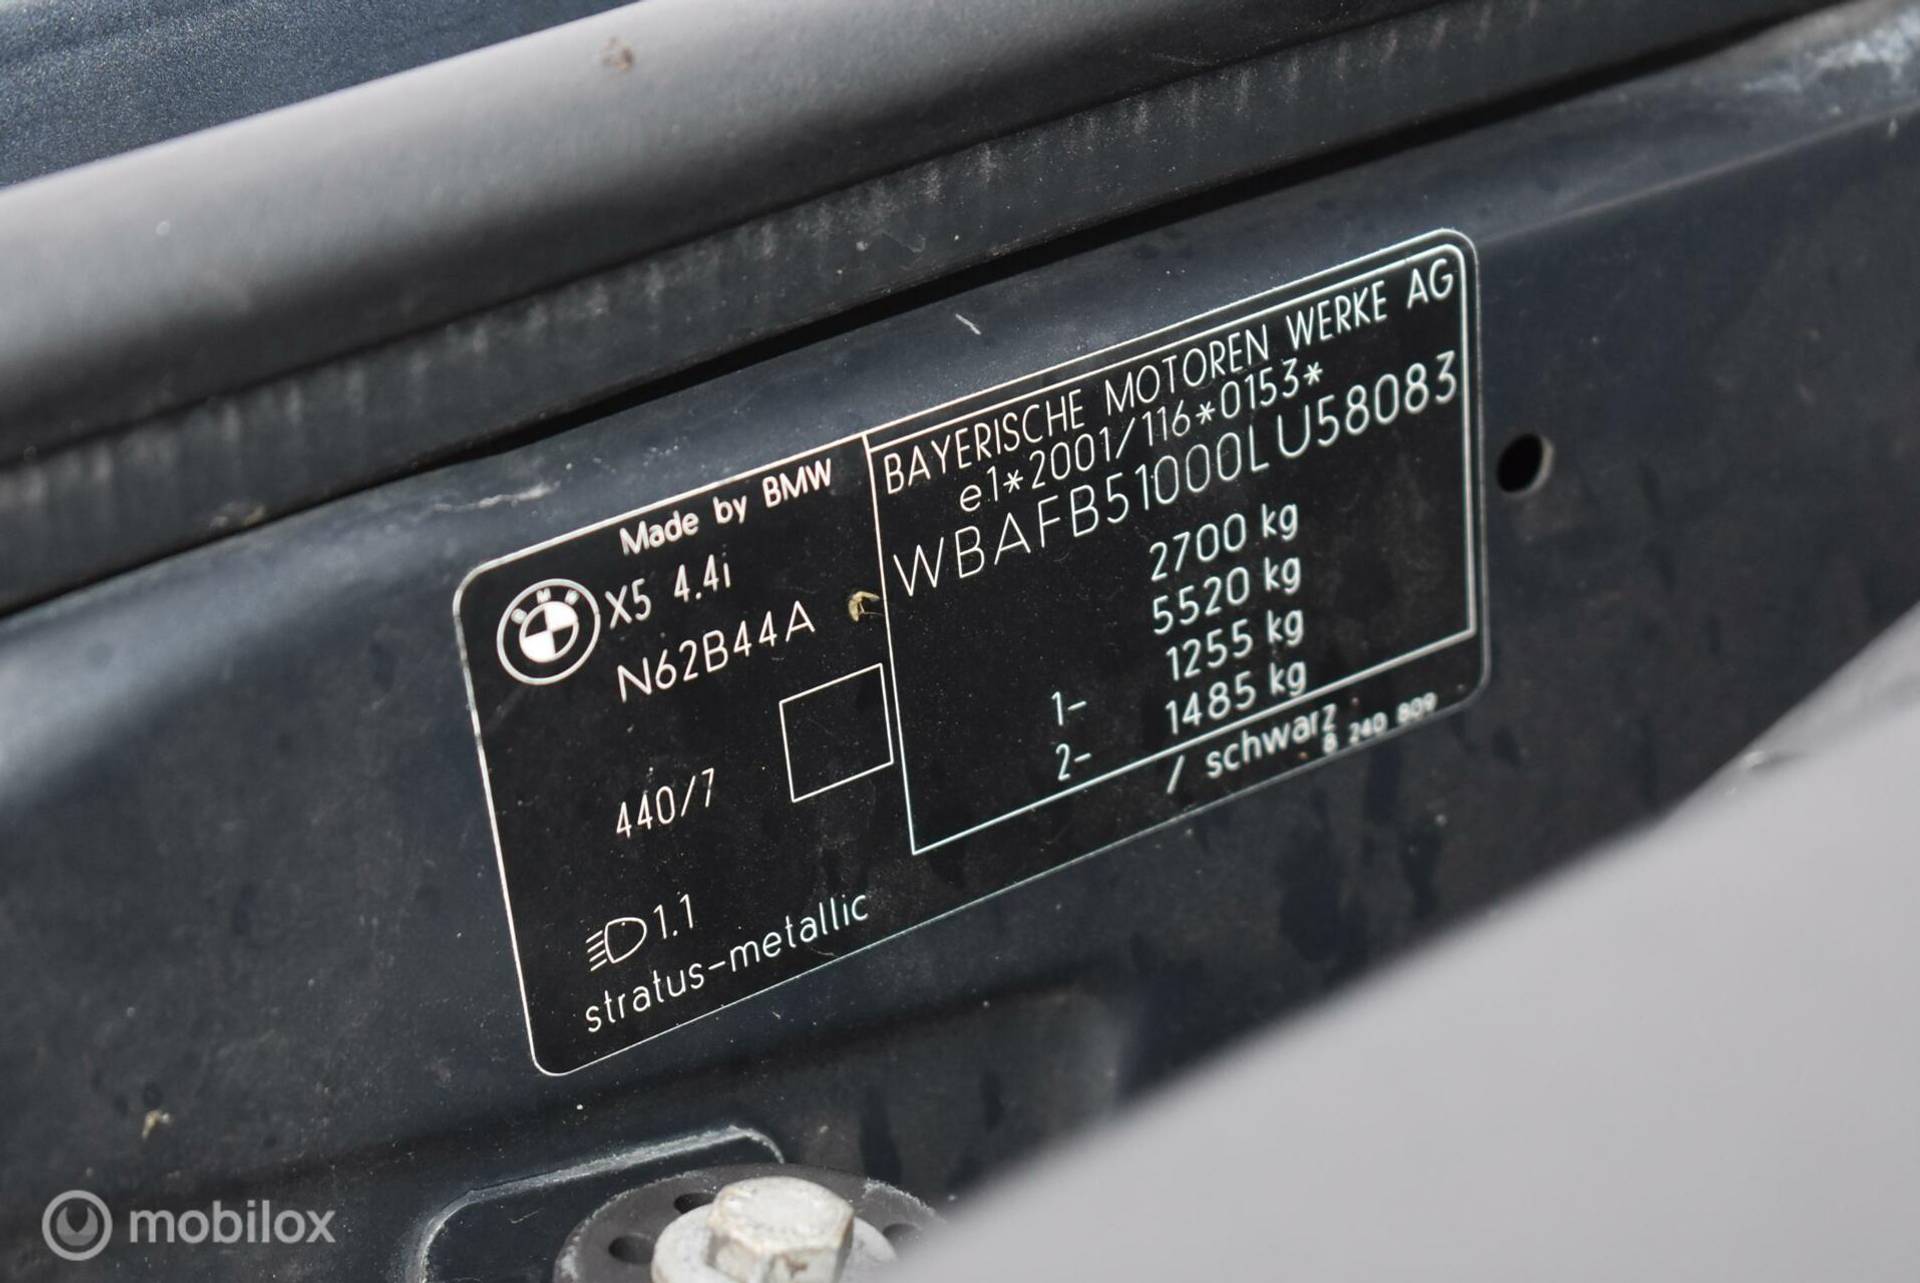 Made by BMW
BMW
X5 4.4i
N62B44A
440/7
1.1
stratus-metallic
BAYERISCHE MOTOREN WERKE AG
e1*2001/116*0153*
WBAFB51000LU58083
2700 kg
5520 kg
1- 1255 kg
2- 1485 kg
/ schwarz
8 240 809
mobilox